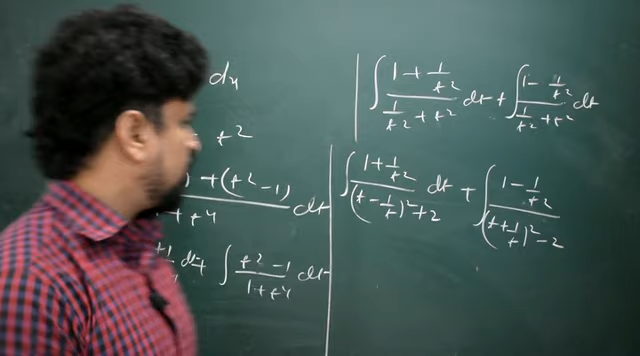 dx
t²
) + (t² - 1) / + t⁴ dt
dt + ∫ t² - 1 / 1 + t⁴ dt
∫ 1 + 1/t² / 1/t² + t² dt + ∫ 1 - 1/t² / 1/t² + t² dt
∫ 1 + 1/t² / (t - 1/t)² + 2 dt + ∫ 1 - 1/t² / (t + 1/t)² - 2